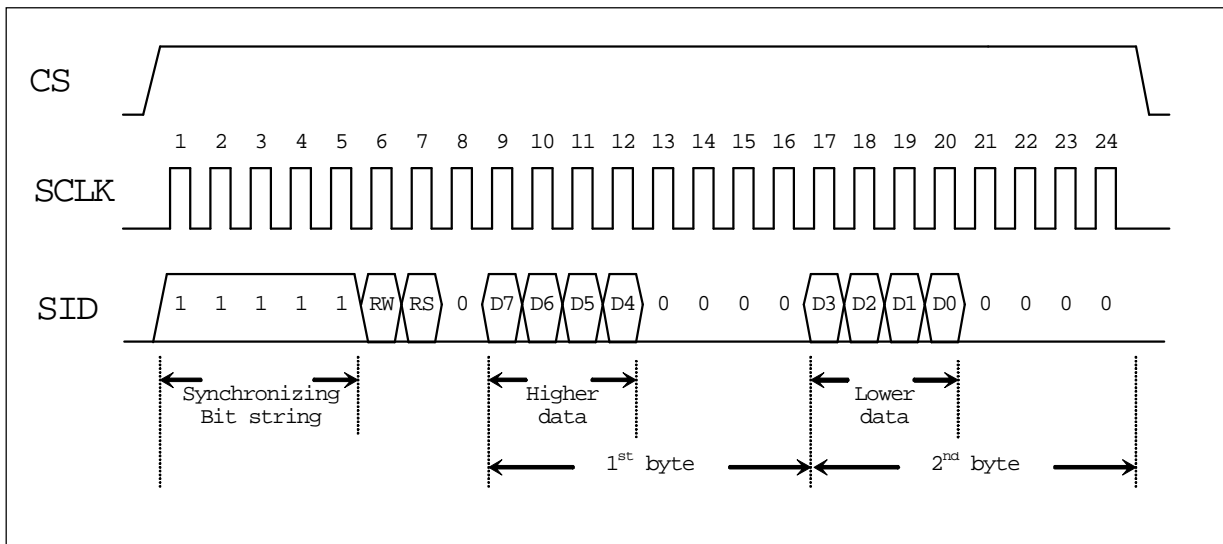 CS
1 2 3 4 5 6 7 8 9 10 11 12 13 14 15 16 17 18 19 20 21 22 23 24
SCLK
SID
1 1 1 1 1 RW RS 0 D7 D6 D5 D4 0 0 0 0 D3 D2 D1 D0 0 0 0 0
Synchronizing
Bit string
Higher
data
Lower
data
1st byte
2nd byte